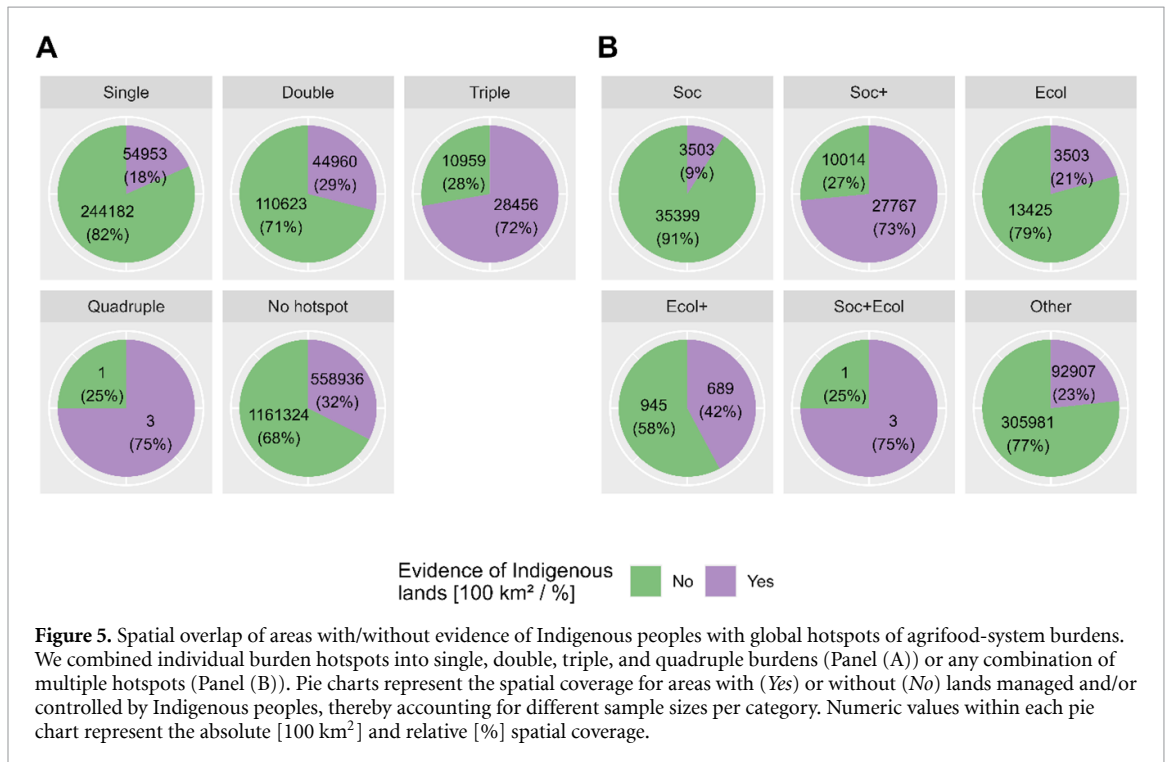 A
B
Single
Double
Triple
54953
(18%)
244182
(82%)
44960
(29%)
110623
(71%)
10959
(28%)
28456
(72%)
Quadruple
No hotspot
1
(25%)
3
(75%)
558936
(32%)
1161324
(68%)
Soc
Soc+
Ecol
3503
(9%)
35399
(91%)
10014
(27%)
27767
(73%)
3503
(21%)
13425
(79%)
Ecol+
Soc+Ecol
Other
945
(58%)
689
(42%)
1
(25%)
3
(75%)
92907
(23%)
305981
(77%)
Evidence of Indigenous
lands [100 km² / %]
No
Yes
Figure 5. Spatial overlap of areas with/without evidence of Indigenous peoples with global hotspots of agrifood-system burdens.
We combined individual burden hotspots into single, double, triple, and quadruple burdens (Panel (A)) or any combination of
multiple hotspots (Panel (B)). Pie charts represent the spatial coverage for areas with (Yes) or without (No) lands managed and/or
controlled by Indigenous peoples, thereby accounting for different sample sizes per category. Numeric values within each pie
chart represent the absolute [100 km²] and relative [%] spatial coverage.